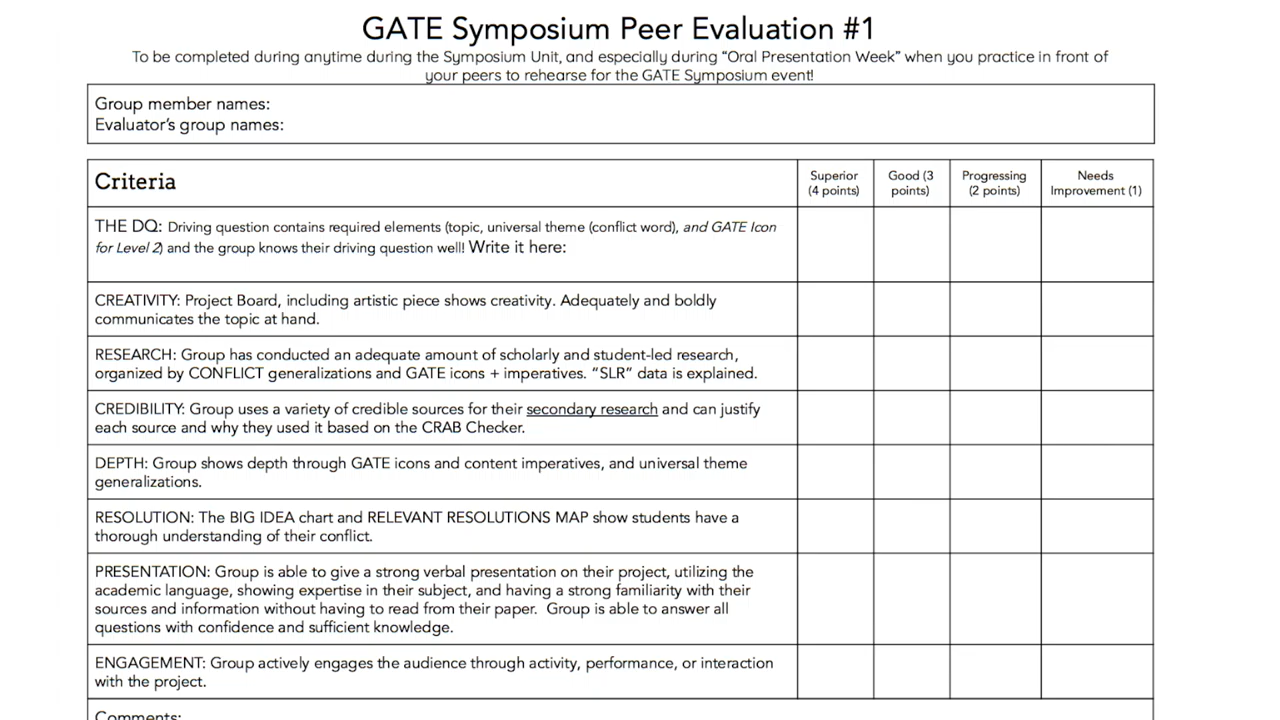 GATE Symposium Peer Evaluation #1
To be completed during anytime during the Symposium Unit, and especially during “Oral Presentation Week” when you practice in front of
your peers to rehearse for the GATE Symposium event!
Group member names:
Evaluator’s group names:
Criteria
Superior
(4 points)
Good (3
points)
Progressing
(2 points)
Needs
Improvement (1)
THE DQ: Driving question contains required elements (topic, universal theme (conflict word), and GATE Icon
for Level 2) and the group knows their driving question well! Write it here:
CREATIVITY: Project Board, including artistic piece shows creativity. Adequately and boldly
communicates the topic at hand.
RESEARCH: Group has conducted an adequate amount of scholarly and student-led research,
organized by CONFLICT generalizations and GATE icons + imperatives. “SLR” data is explained.
CREDIBILITY: Group uses a variety of credible sources for their secondary research and can justify
each source and why they used it based on the CRAB Checker.
DEPTH: Group shows depth through GATE icons and content imperatives, and universal theme
generalizations.
RESOLUTION: The BIG IDEA chart and RELEVANT RESOLUTIONS MAP show students have a
thorough understanding of their conflict.
PRESENTATION: Group is able to give a strong verbal presentation on their project, utilizing the
academic language, showing expertise in their subject, and having a strong familiarity with their
sources and information without having to read from their paper.  Group is able to answer all
questions with confidence and sufficient knowledge.
ENGAGEMENT: Group actively engages the audience through activity, performance, or interaction
with the project.
Comments: